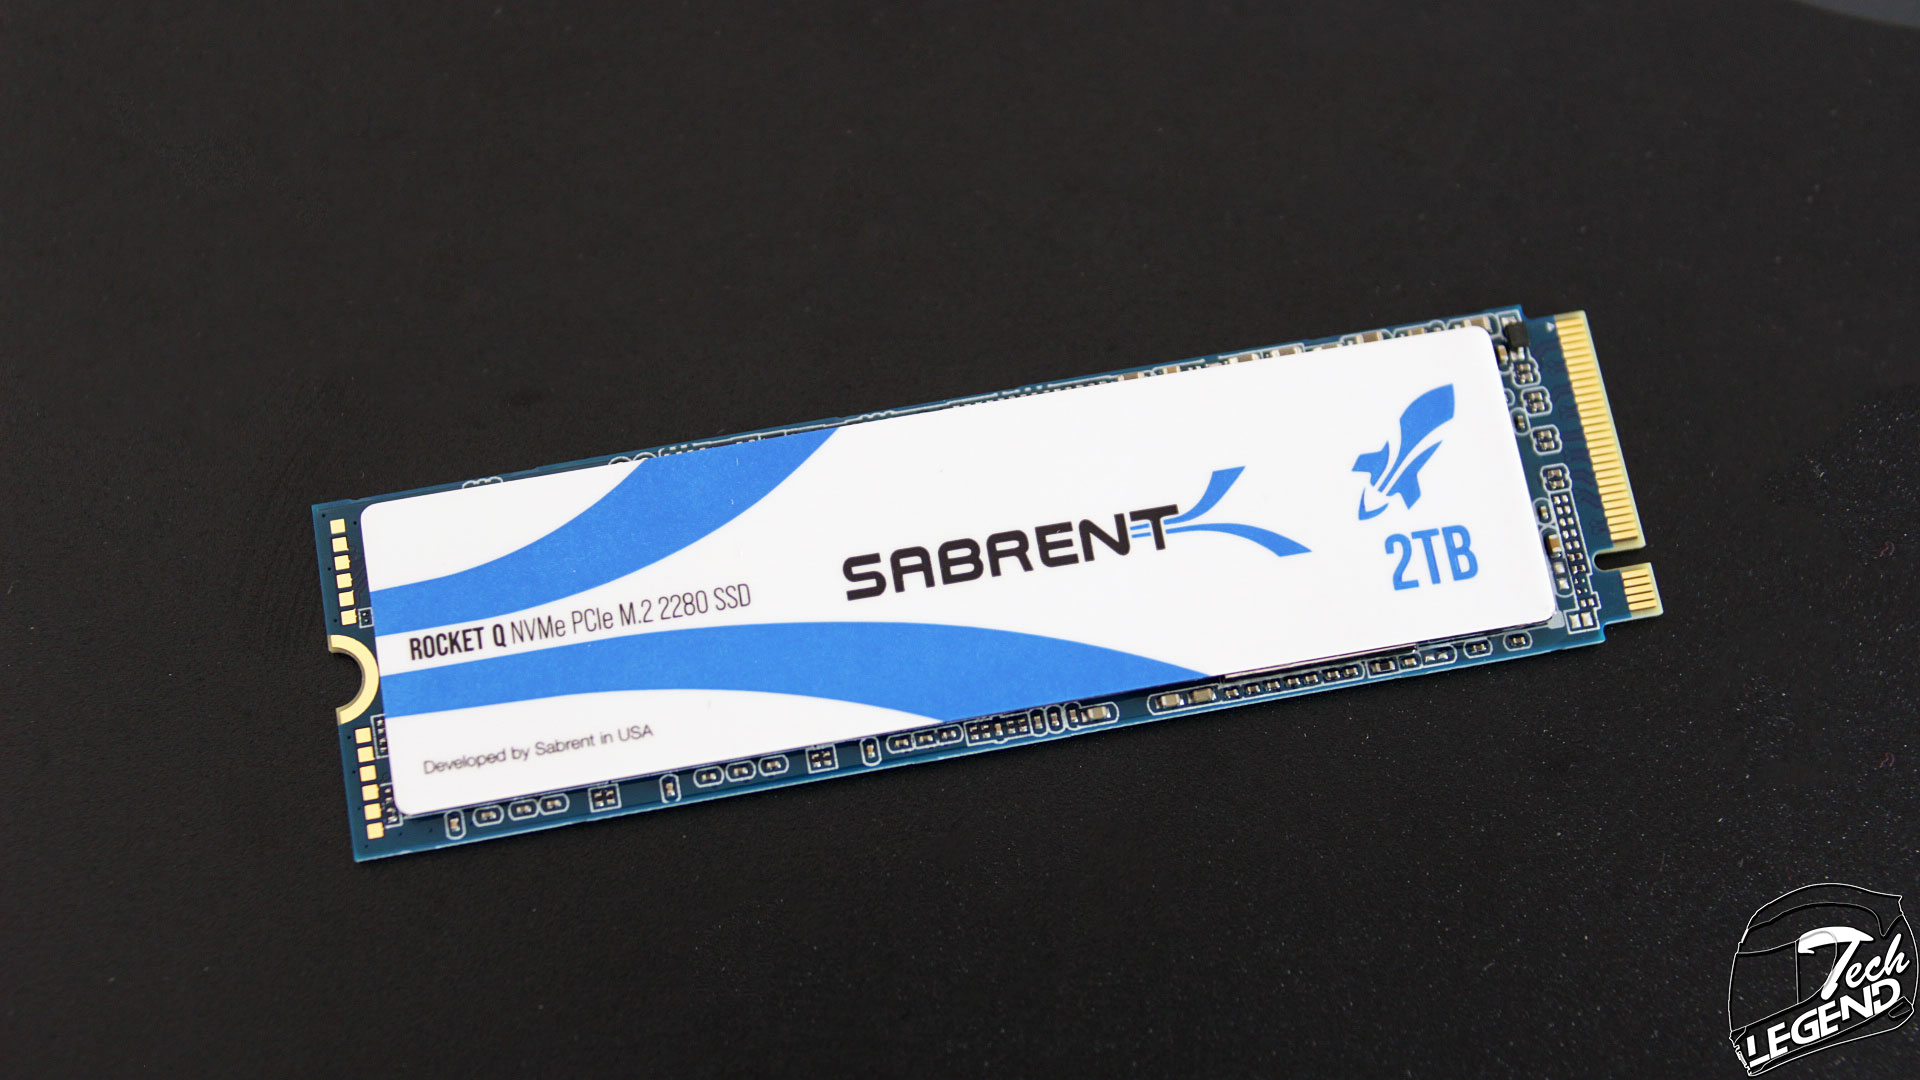 SABRENT
2TB
ROCKET Q NVMe PCIe M.2 2280 SSD
Developed by Sabrent in USA
Tech
LEGEND